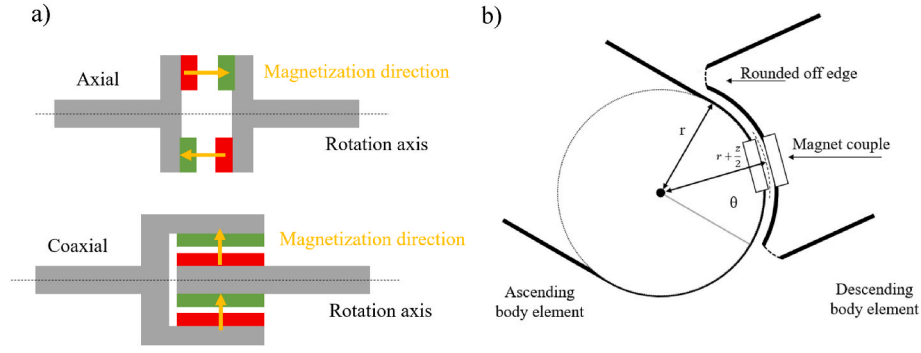 a)
Axial
Magnetization direction
Rotation axis
Coaxial
Magnetization direction
Rotation axis
b)
Rounded off edge
r
Magnet couple
r + z/2
θ
Ascending
body element
Descending
body element